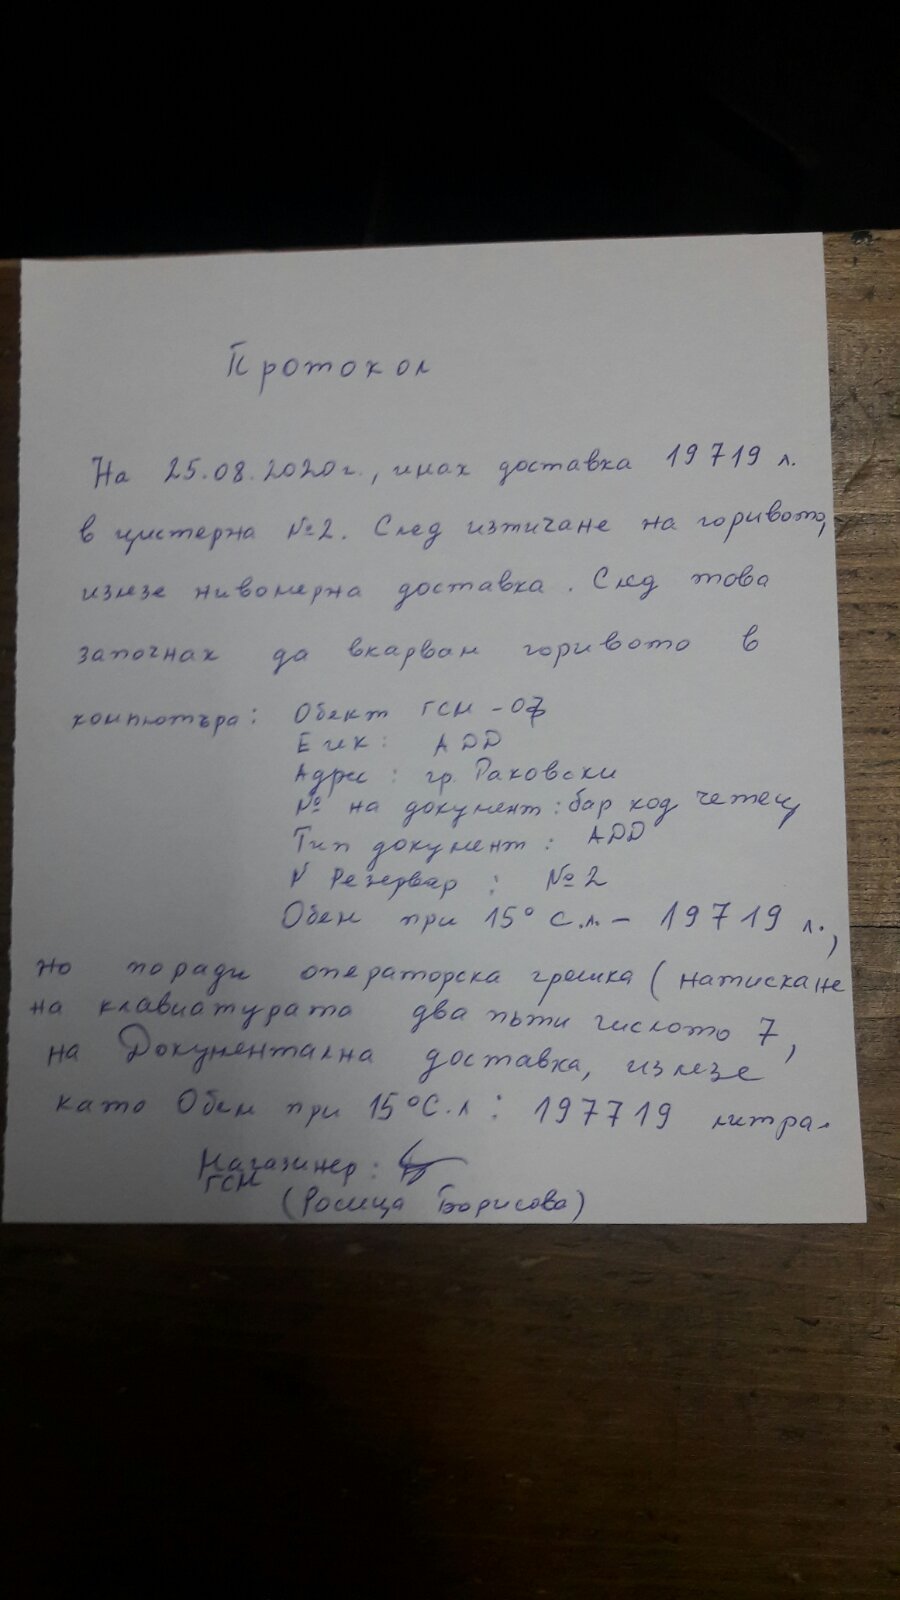 Протокол
На 25.08.2020г., имах доставка 19719 л.
в цистерна №2. След изтичане на горивото,
излезе нивомерна доставка. След това
започнах да вкарвам горивото в
компютъра: Обект ГСМ - 07
Еик: ADD
Адрес: гр. Раковски
№ на документ: бар код четец
Тип документ: ADD
N Резервар: №2
Обем при 15° C.л. - 19719 л.,
но поради операторска грешка (натискане
на клавиатурата два пъти числото 7,
на Документална доставка, излезе
като Обем при 15°C.л: 197719 литра.
Магазинер:
ГСМ
(Росица Борисова)